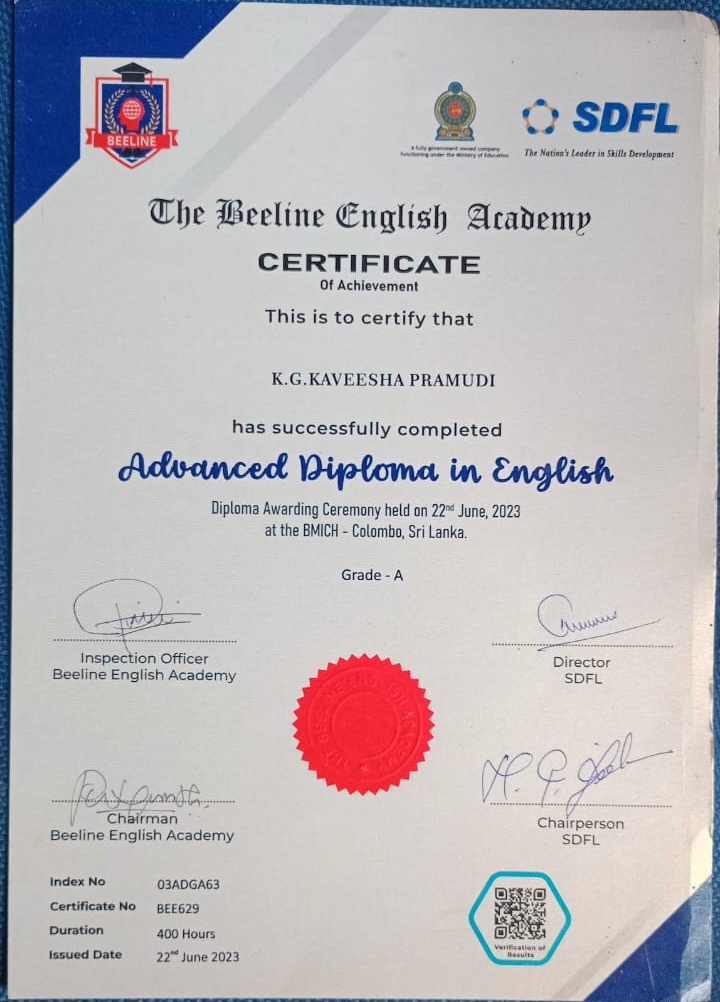 BEELINE
A fully government owned company
functioning under the Ministry of Education
SDFL
The Nation's Leader in Skills Development
The Beeline English Academy
CERTIFICATE
Of Achievement
This is to certify that
K.G.KAVEESHA PRAMUDI
has successfully completed
Advanced Diploma in English
Diploma Awarding Ceremony held on 22nd June, 2023
at the BMICH - Colombo, Sri Lanka.
Grade - A
Inspection Officer
Beeline English Academy
Director
SDFL
THE BEELINE ENGLISH ACADEMY
Chairman
Beeline English Academy
Chairperson
SDFL
Index No 03ADGA63
Certificate No BEE629
Duration 400 Hours
Issued Date 22nd June 2023
Verification of
Results